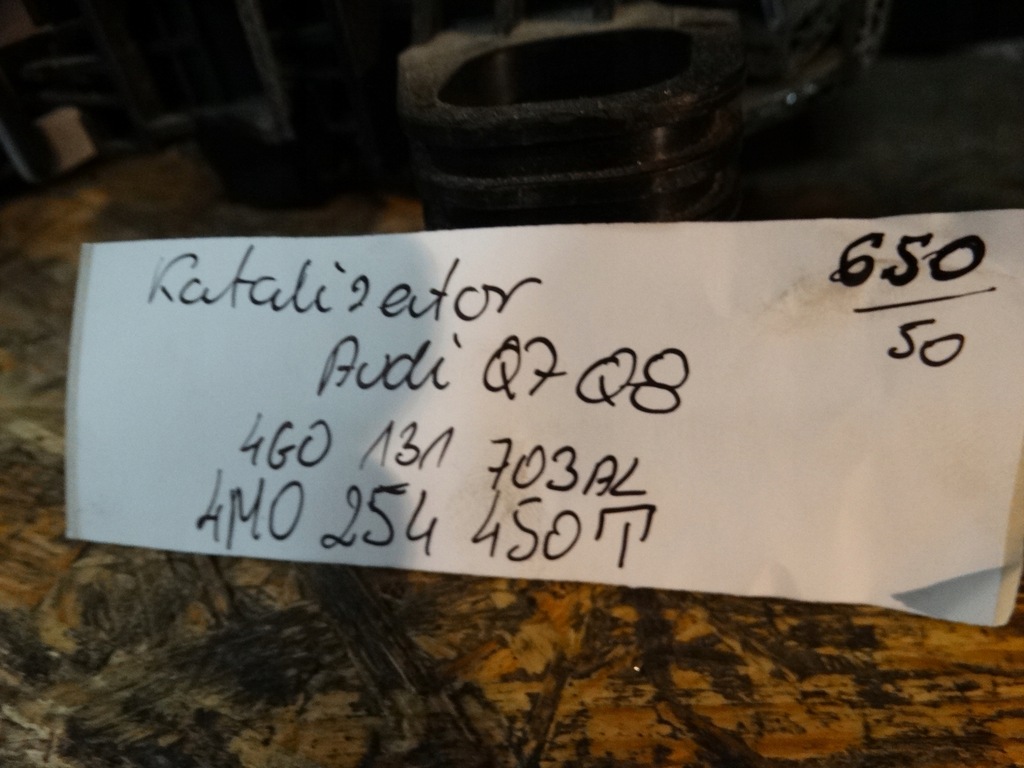 Katalizator
650
50
Audi Q7 Q8
4G0 131 703AL
4M0 254 450T